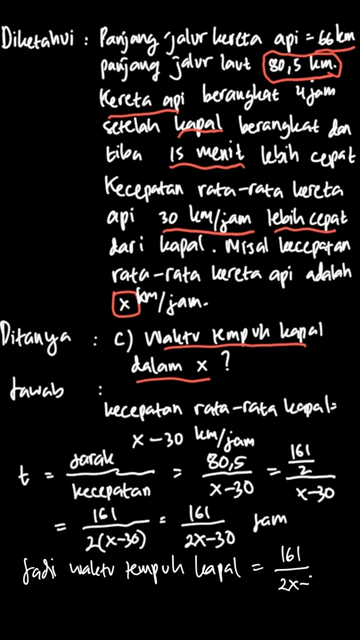 Diketahui : Panjang jalur kereta api = 66 km
panjang jalur laut 80,5 km.
Kereta api berangkat 4 jam
setelah kapal berangkat dan
tiba 15 menit lebih cepat
Kecepatan rata-rata kereta
api 30 km/jam lebih cepat
dari kapal. Misal kecepatan
rata-rata kereta api adalah
x km/jam.
Ditanya : c) Waktu tempuh kapal
dalam x ?
Jawab :
kecepatan rata-rata kapal=
x-30 km/jam
t = jarak/kecepatan = 80,5/x-30 = 161/2/x-30
= 161/2(x-30) = 161/2x-30 jam
Jadi waktu tempuh kapal = 161/2x-